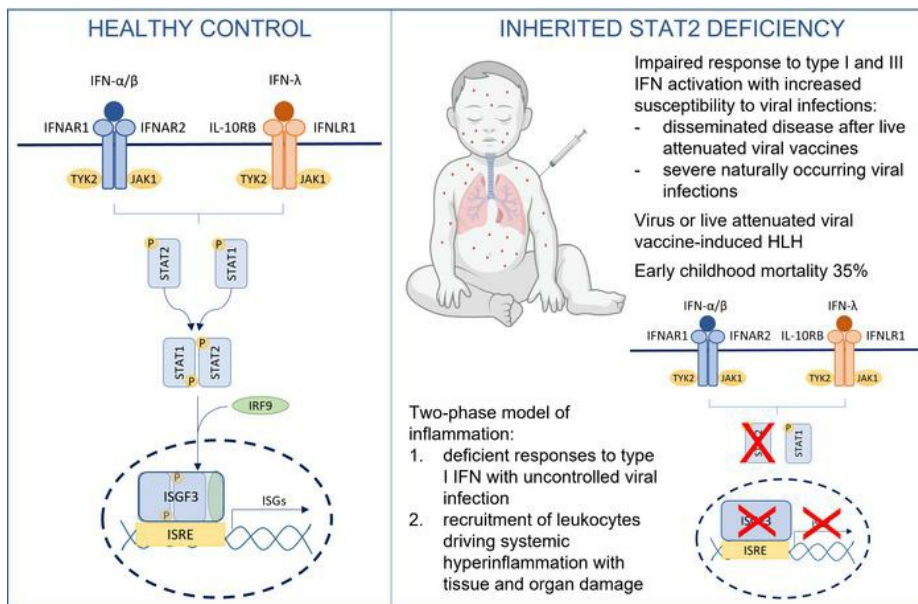 HEALTHY CONTROL
IFN-α/β
IFN-λ
IFNAR1
IFNAR2
IL-10RB
IFNLR1
TYK2
JAK1
TYK2
JAK1
P
STAT2
P
STAT1
STAT1
P
STAT2
P
IRF9
P
ISGF3
P
ISGs
ISRE
INHERITED STAT2 DEFICIENCY
Impaired response to type I and III
IFN activation with increased
susceptibility to viral infections:
- disseminated disease after live
attenuated viral vaccines
- severe naturally occurring viral
infections
Virus or live attenuated viral
vaccine-induced HLH
Early childhood mortality 35%
IFN-α/β
IFN-λ
IFNAR1
IFNAR2
IL-10RB
IFNLR1
TYK2
JAK1
TYK2
JAK1
P
STAT1
ISRE
Two-phase model of
inflammation:
1. deficient responses to type
I IFN with uncontrolled viral
infection
2. recruitment of leukocytes
driving systemic
hyperinflammation with
tissue and organ damage